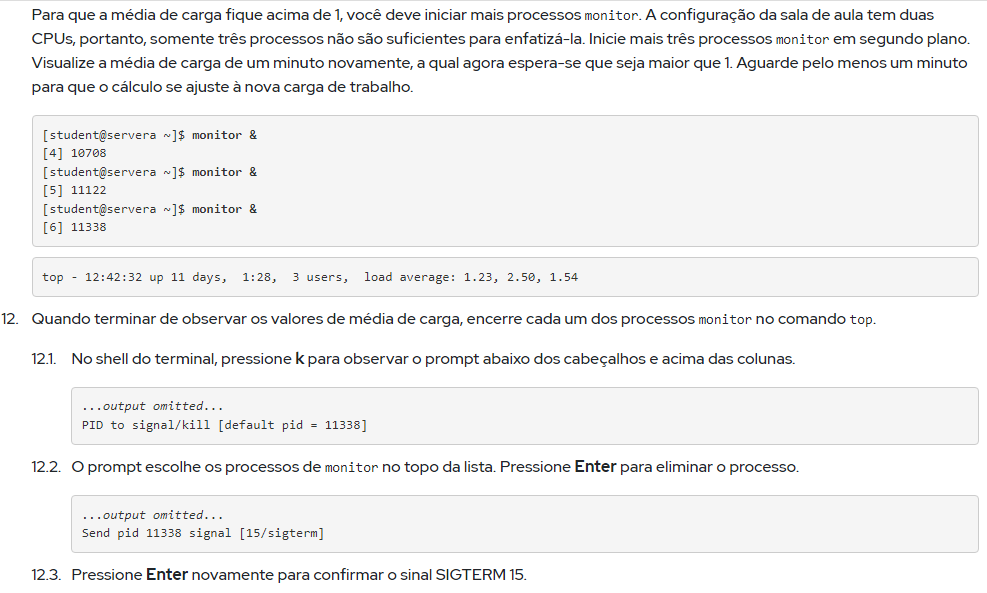 Para que a média de carga fique acima de 1, você deve iniciar mais processos monitor. A configuração da sala de aula tem duas
CPUs, portanto, somente três processos não são suficientes para enfatizá-la. Inicie mais três processos monitor em segundo plano.
Visualize a média de carga de um minuto novamente, a qual agora espera-se que seja maior que 1. Aguarde pelo menos um minuto
para que o cálculo se ajuste à nova carga de trabalho.
[student@servera ~]$ monitor &
[4] 10708
[student@servera ~]$ monitor &
[5] 11122
[student@servera ~]$ monitor &
[6] 11338
top - 12:42:32 up 11 days,  1:28,  3 users,  load average: 1.23, 2.50, 1.54
12. Quando terminar de observar os valores de média de carga, encerre cada um dos processos monitor no comando top.
12.1. No shell do terminal, pressione k para observar o prompt abaixo dos cabeçalhos e acima das colunas.
...output omitted...
PID to signal/kill [default pid = 11338]
12.2. O prompt escolhe os processos de monitor no topo da lista. Pressione Enter para eliminar o processo.
...output omitted...
Send pid 11338 signal [15/sigterm]
12.3. Pressione Enter novamente para confirmar o sinal SIGTERM 15.